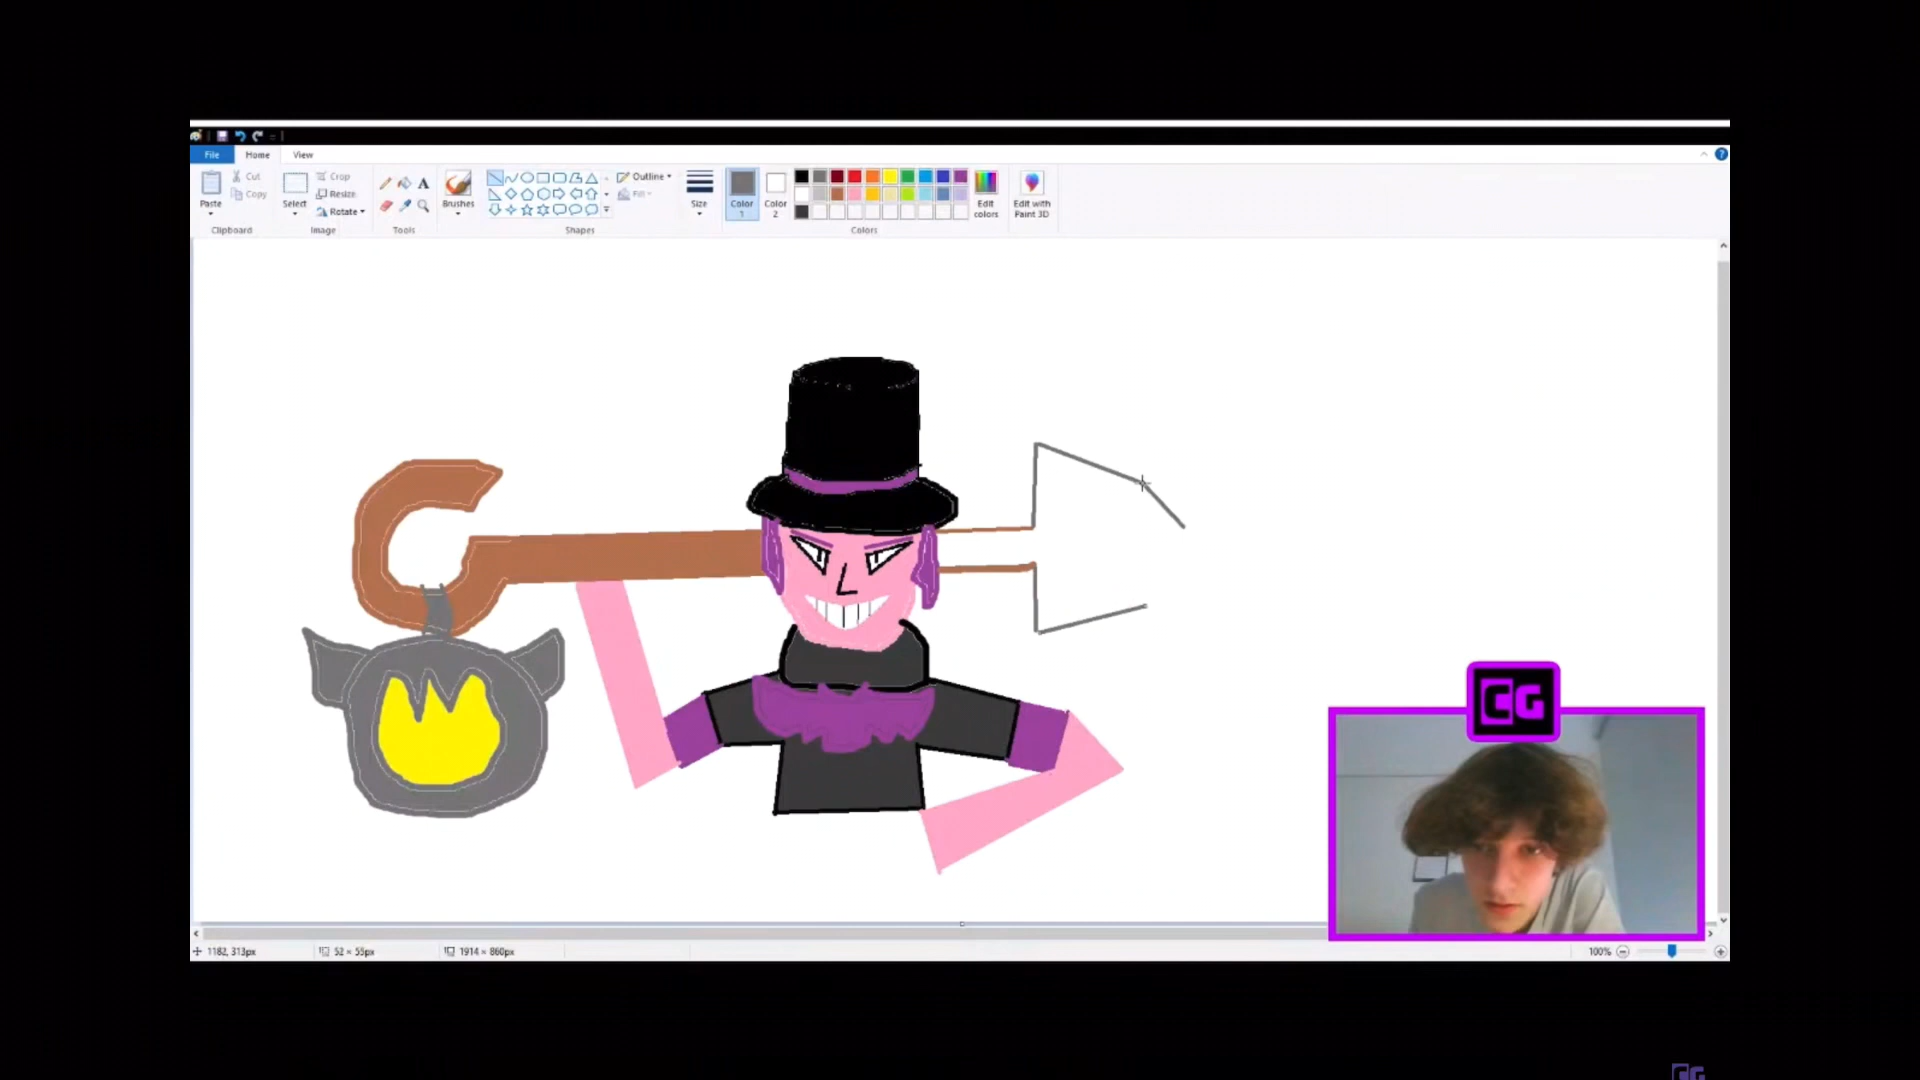 File Home View
Paste
Cut
Copy
Clipboard
Select
Crop
Resize
Rotate
Image
A
Tools
Brushes
Outline
Fill
Shapes
Size
Color
1
Color
2
Edit
colors
Colors
Edit with
Paint 3D
?
CG
1182, 313px
52 × 55px
1914 × 860px
100%
CG